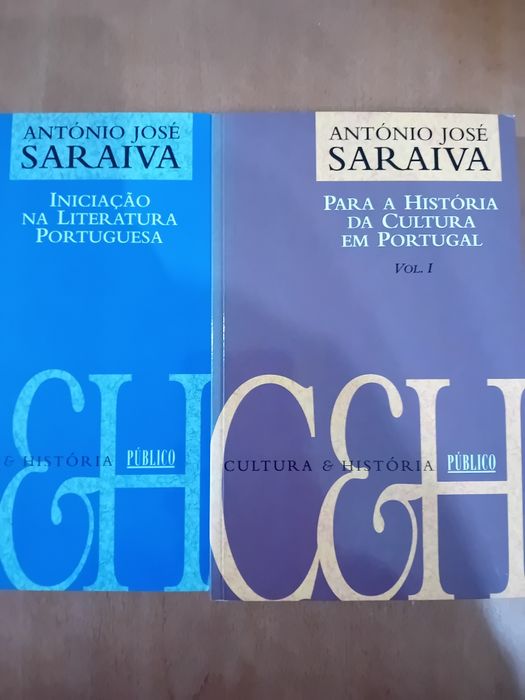 ANTÓNIO JOSÉ
SARAIVA
INICIAÇÃO
NA LITERATURA
PORTUGUESA
& HISTÓRIA PÚBLICO
&H
ANTÓNIO JOSÉ
SARAIVA
PARA A HISTÓRIA
DA CULTURA
EM PORTUGAL
VOL. I
CULTURA & HISTÓRIA PÚBLICO
C&H